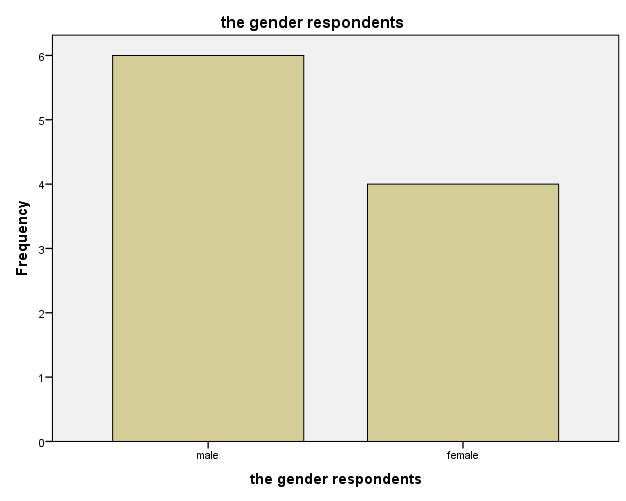 the gender respondents
Frequency
6
5
4
3
2
1
0
male female
the gender respondents